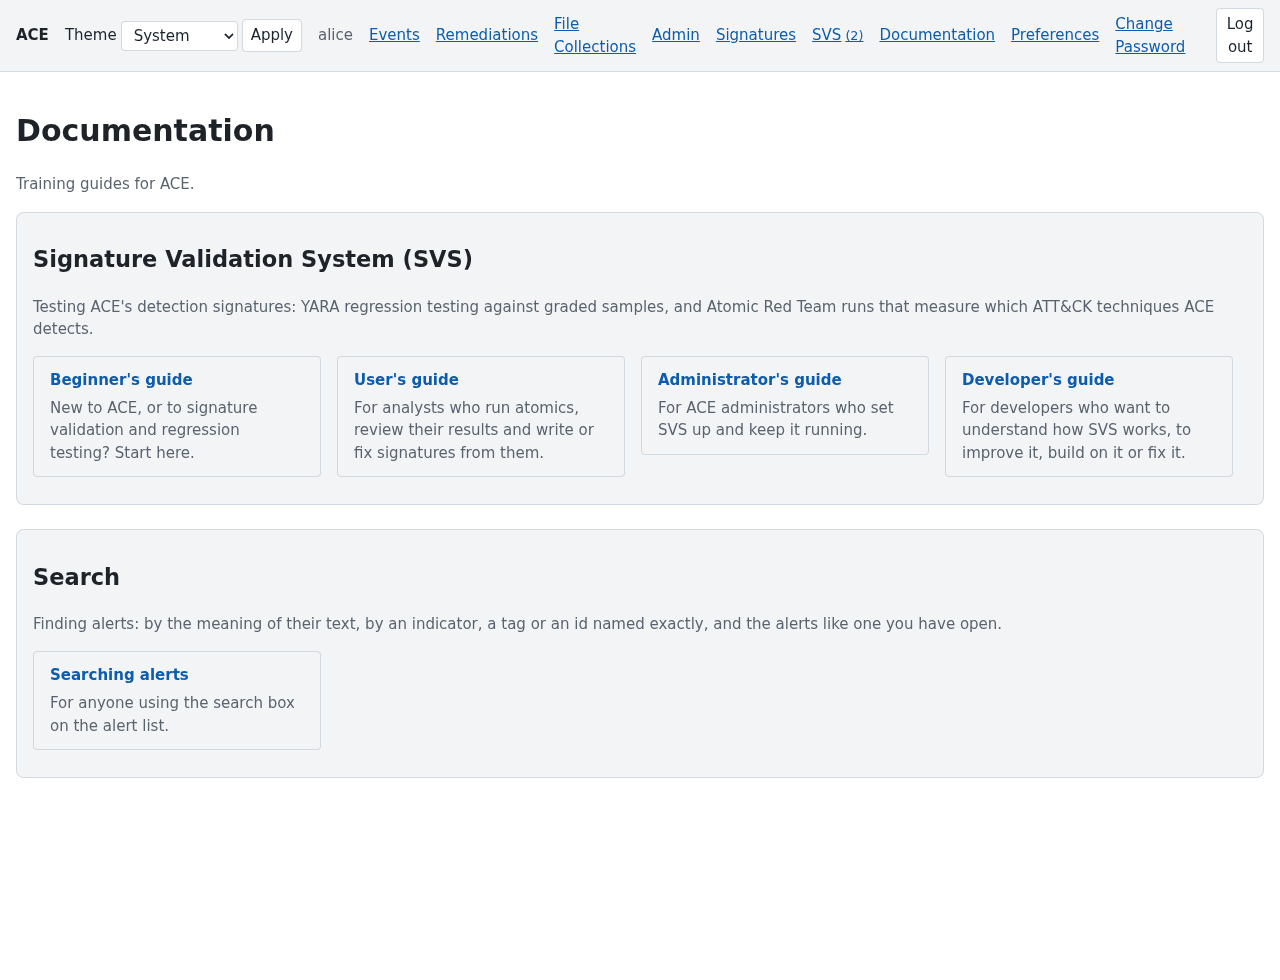 ACE Theme System Apply alice Events Remediations File Collections Admin Signatures SVS (2) Documentation Preferences Change Password Log out
Documentation
Training guides for ACE.
Signature Validation System (SVS)
Testing ACE's detection signatures: YARA regression testing against graded samples, and Atomic Red Team runs that measure which ATT&CK techniques ACE
detects.
Beginner's guide
New to ACE, or to signature
validation and regression
testing? Start here.
User's guide
For analysts who run atomics,
review their results and write or
fix signatures from them.
Administrator's guide
For ACE administrators who set
SVS up and keep it running.
Developer's guide
For developers who want to
understand how SVS works, to
improve it, build on it or fix it.
Search
Finding alerts: by the meaning of their text, by an indicator, a tag or an id named exactly, and the alerts like one you have open.
Searching alerts
For anyone using the search box
on the alert list.